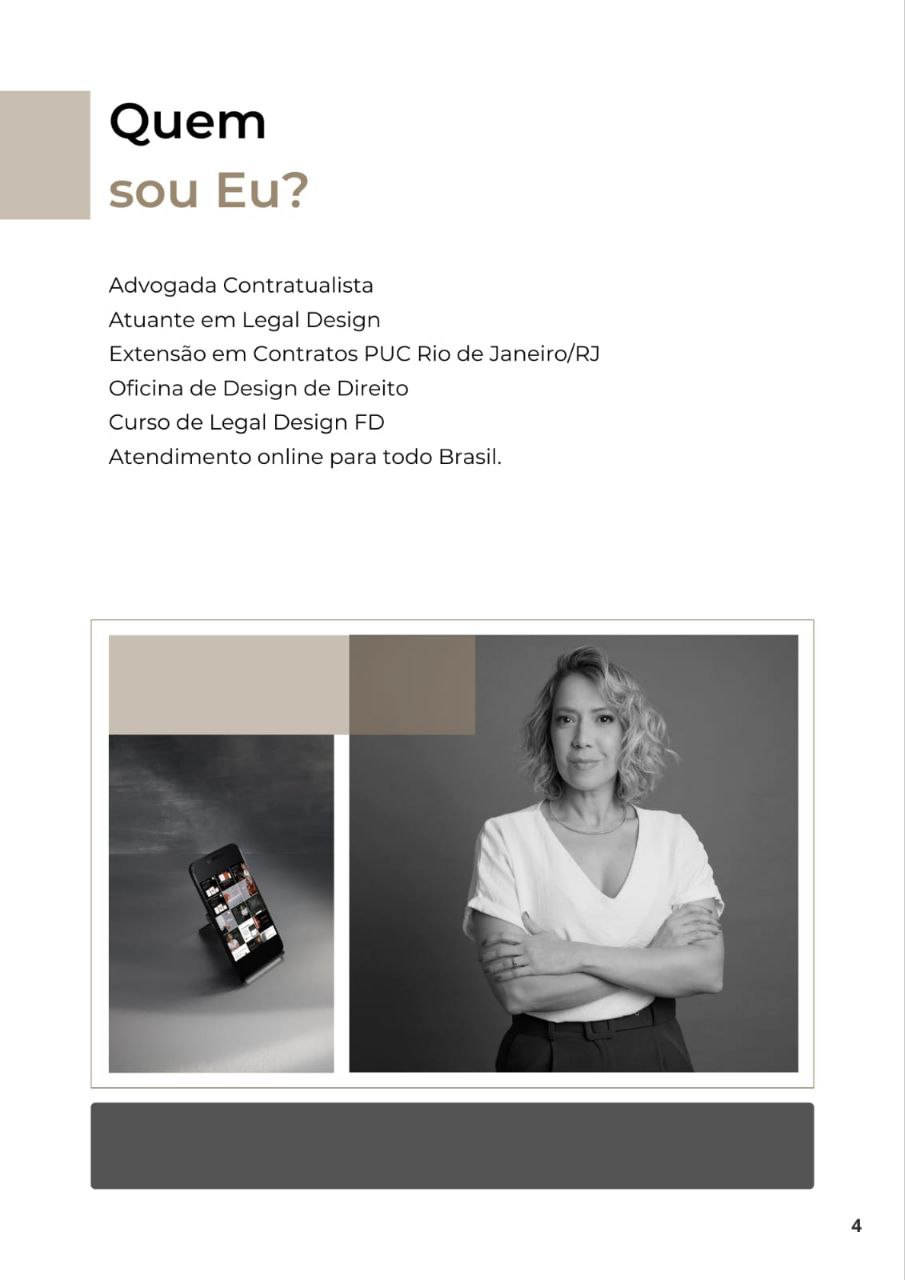 Quem
sou Eu?
Advogada Contratualista
Atuante em Legal Design
Extensão em Contratos PUC Rio de Janeiro/RJ
Oficina de Design de Direito
Curso de Legal Design FD
Atendimento online para todo Brasil.
4